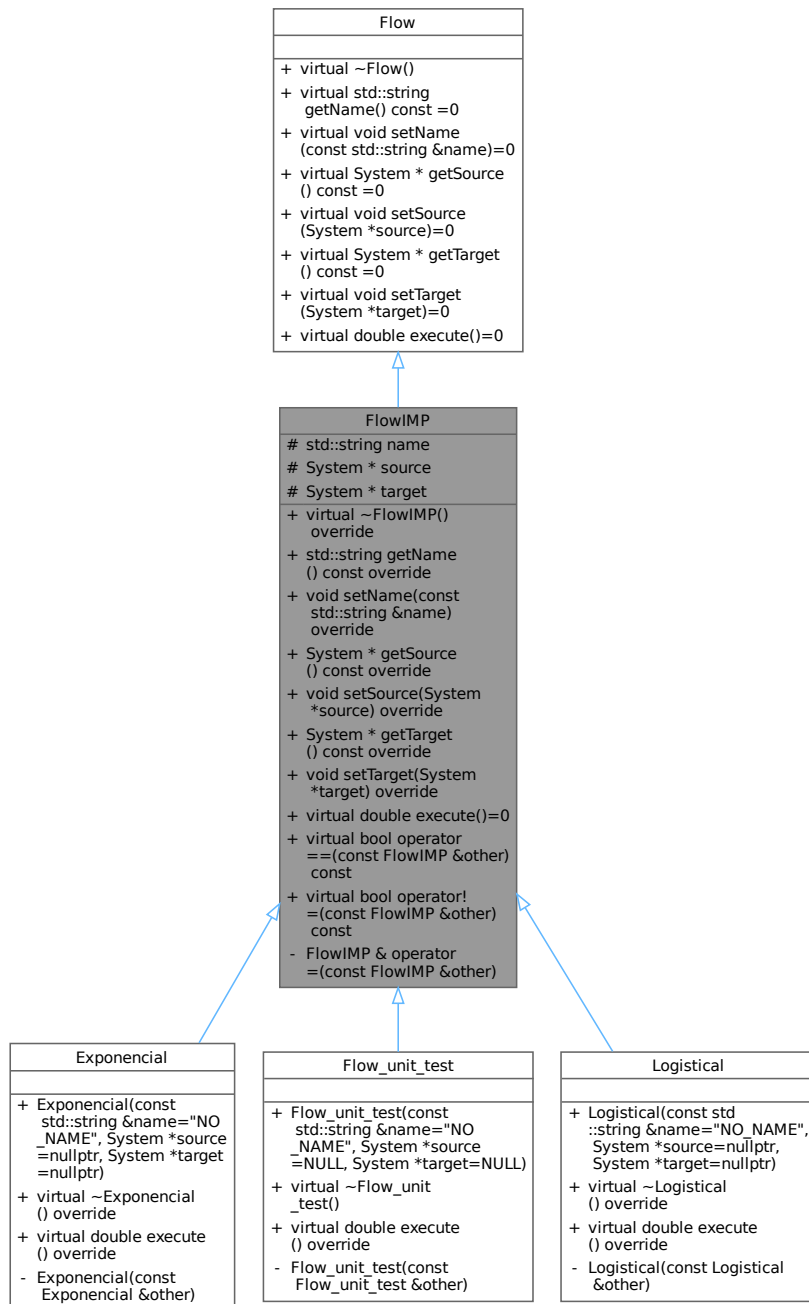 Flow
+ virtual ~Flow()
+ virtual std::string
getName() const =0
+ virtual void setName
(const std::string &name)=0
+ virtual System * getSource
() const =0
+ virtual void setSource
(System *source)=0
+ virtual System * getTarget
() const =0
+ virtual void setTarget
(System *target)=0
+ virtual double execute()=0
FlowIMP
# std::string name
# System * source
# System * target
+ virtual ~FlowIMP()
override
+ std::string getName
() const override
+ void setName(const
std::string &name)
override
+ System * getSource
() const override
+ void setSource(System
*source) override
+ System * getTarget
() const override
+ void setTarget(System
*target) override
+ virtual double execute()=0
+ virtual bool operator
==(const FlowIMP &other)
const
+ virtual bool operator!
=(const FlowIMP &other)
const
- FlowIMP & operator
=(const FlowIMP &other)
Exponencial
+ Exponencial(const
std::string &name="NO
_NAME", System *source
=nullptr, System *target
=nullptr)
+ virtual ~Exponencial
() override
+ virtual double execute
() override
- Exponencial(const
Exponencial &other)
Flow_unit_test
+ Flow_unit_test(const
std::string &name="NO
_NAME", System *source
=NULL, System *target=NULL)
+ virtual ~Flow_unit
_test()
+ virtual double execute
() override
- Flow_unit_test(const
Flow_unit_test &other)
Logistical
+ Logistical(const std
::string &name="NO_NAME",
System *source=nullptr,
System *target=nullptr)
+ virtual ~Logistical
() override
+ virtual double execute
() override
- Logistical(const Logistical
&other)